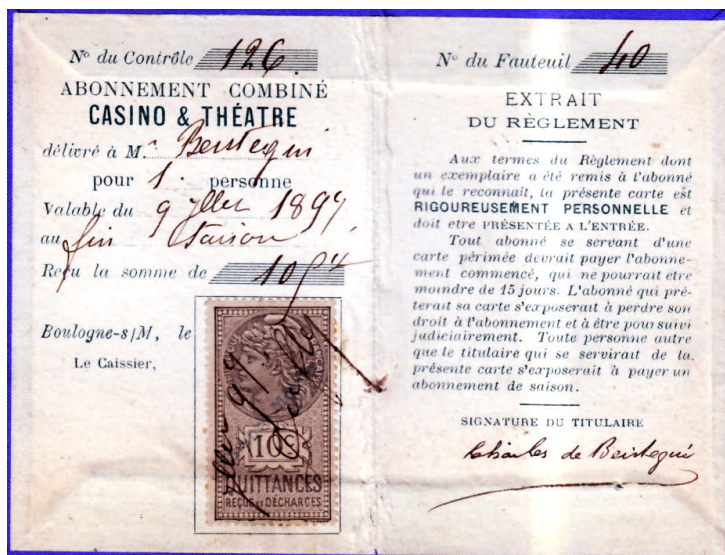 N° du Contrôle 126
ABONNEMENT COMBINÉ
CASINO & THÉATRE
délivré à M. r Beistegui
pour 1. personne
Valable du 9 Jllet 1897
au fin Saison
Reçu la somme de 105 f
Boulogne-s/M, le
Le Caissier,
10 c
QUITTANCES
REÇUS ET DÉCHARGES
N° du Fauteuil 40
EXTRAIT
DU RÈGLEMENT
Aux termes du Règlement dont
un exemplaire a été remis à l'abonné
qui le reconnaît, la présente carte est
RIGOUREUSEMENT PERSONNELLE et
doit etre PRÉSENTÉE A L'ENTRÉE.
Tout abonné se servant d'une
carte périmée devrait payer l'abonne-
ment commencé, qui ne pourrait etre
moindre de 15 jours. L'abonné qui prê-
terait sa carte s'exposerait à perdre son
droit à l'abonnement et à être poursuivi
judiciairement. Toute personne autre
que le titulaire qui se servirait de la
présente carte s'exposerait à payer un
abonnement de saison.
SIGNATURE DU TITULAIRE
Charles de Beistegui